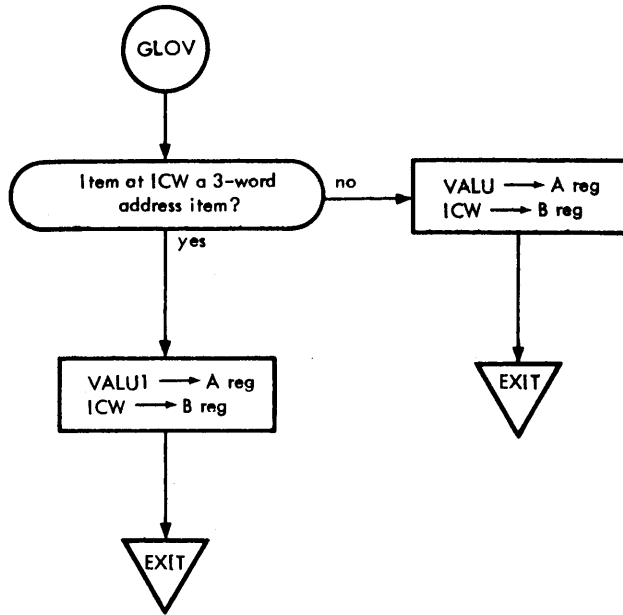 GLOV
Item at ICW a 3-word
address item?
no
yes
VALU → A reg
ICW → B reg
EXIT
VALU1 → A reg
ICW → B reg
EXIT